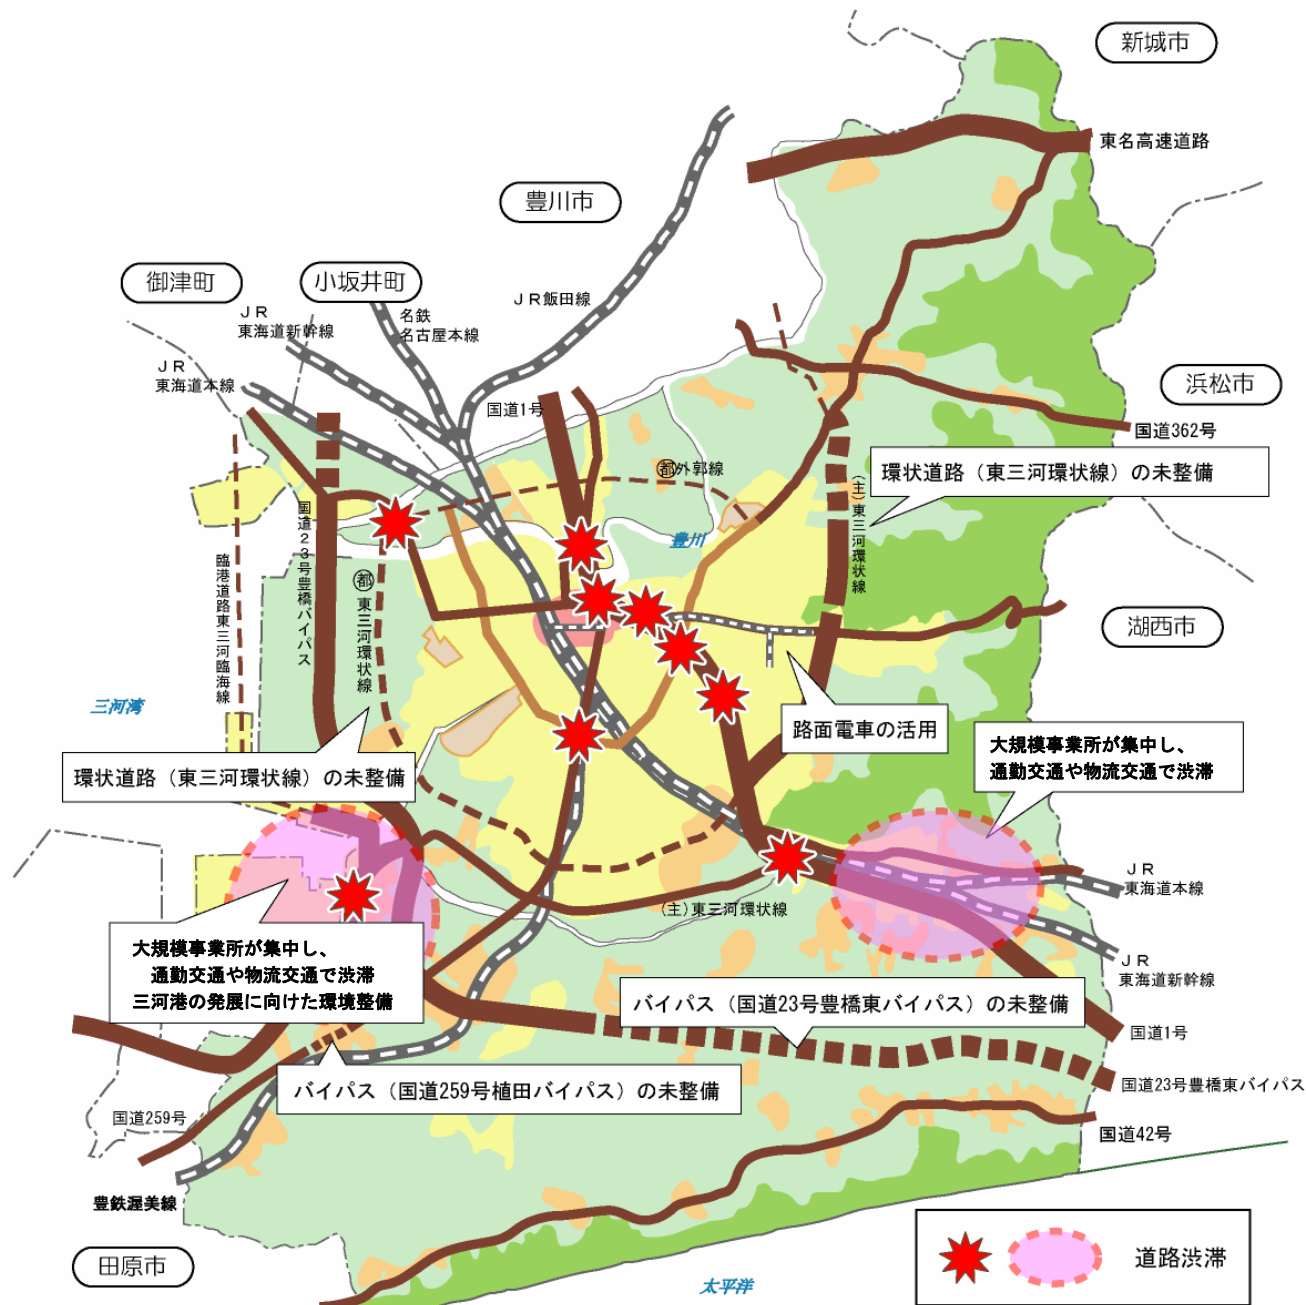 新城市
東名高速道路
豊川市
御津町
小坂井町
JR飯田線
JR
東海道新幹線
名鉄
名古屋本線
JR
東海道本線
浜松市
国道1号
国道362号
環状道路（東三河環状線）の未整備
都外郭線
(主)東三河環状線
国道23号豊橋バイパス
豊川
臨港道路東三河臨海線
都東三河環状線
湖西市
三河湾
路面電車の活用
大規模事業所が集中し、
通勤交通や物流交通で渋滞
環状道路（東三河環状線）の未整備
JR
東海道本線
(主)東三河環状線
大規模事業所が集中し、
通勤交通や物流交通で渋滞
三河港の発展に向けた環境整備
JR
東海道新幹線
バイパス（国道23号豊橋東バイパス）の未整備
国道1号
バイパス（国道259号植田バイパス）の未整備
国道23号豊橋東バイパス
国道259号
国道42号
豊鉄渥美線
田原市
太平洋
道路渋滞